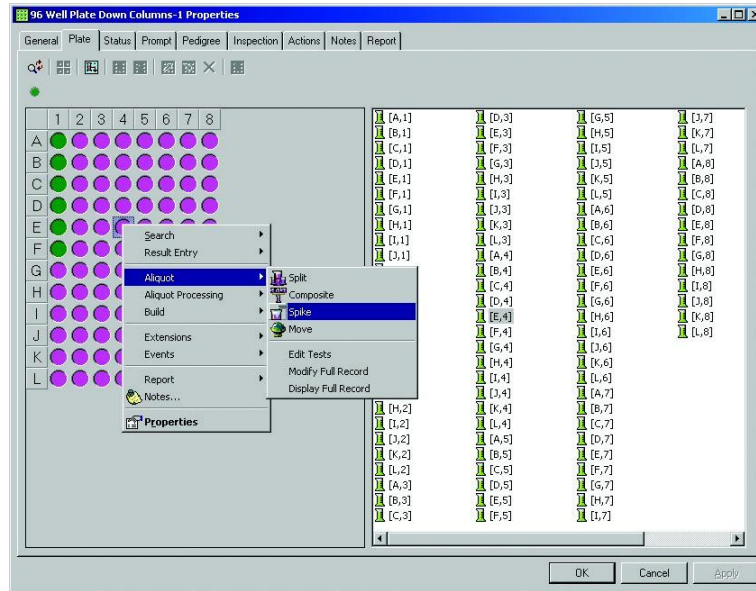 96 Well Plate Down Columns-1 Properties
General Plate Status Prompt Pedigree Inspection Actions Notes Report
1 2 3 4 5 6 7 8
A
B
C
D
E
F
G
H
I
J
K
L
Search
Result Entry
Aliquot
Aliquot Processing
Build
Extensions
Events
Report
Notes...
Properties
Split
Composite
Spike
Move
Edit Tests
Modify Full Record
Display Full Record
[A,1]
[B,1]
[C,1]
[D,1]
[E,1]
[F,1]
[G,1]
[H,1]
[I,1]
[J,1]
[H,2]
[I,2]
[J,2]
[K,2]
[L,2]
[A,3]
[B,3]
[C,3]
[D,3]
[E,3]
[F,3]
[G,3]
[H,3]
[I,3]
[J,3]
[K,3]
[L,3]
[A,4]
[B,4]
[C,4]
[D,4]
[E,4]
[F,4]
[G,4]
[H,4]
[I,4]
[J,4]
[K,4]
[L,4]
[A,5]
[B,5]
[C,5]
[D,5]
[E,5]
[F,5]
[G,5]
[H,5]
[I,5]
[J,5]
[K,5]
[L,5]
[A,6]
[B,6]
[C,6]
[D,6]
[E,6]
[F,6]
[G,6]
[H,6]
[I,6]
[J,6]
[K,6]
[L,6]
[A,7]
[B,7]
[C,7]
[D,7]
[E,7]
[F,7]
[G,7]
[H,7]
[I,7]
[J,7]
[K,7]
[L,7]
[A,8]
[B,8]
[C,8]
[D,8]
[E,8]
[F,8]
[G,8]
[H,8]
[I,8]
[J,8]
[K,8]
[L,8]
OK Cancel Apply